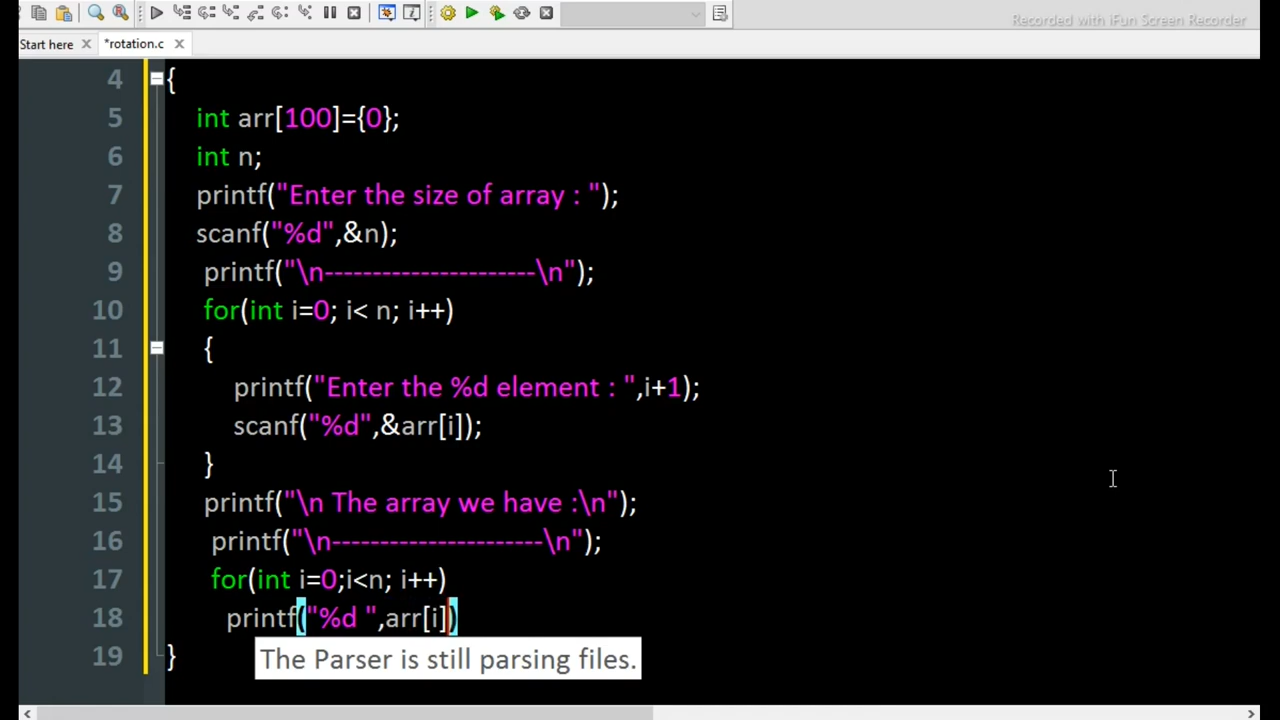 Recorded with iFun Screen Recorder
Start here
*rotation.c
4 {
5 int arr[100]={0};
6 int n;
7 printf("Enter the size of array : ");
8 scanf("%d",&n);
9 printf("\n----------------------\n");
10 for(int i=0; i< n; i++)
11 {
12 printf("Enter the %d element : ",i+1);
13 scanf("%d",&arr[i]);
14 }
15 printf("\n The array we have :\n");
16 printf("\n----------------------\n");
17 for(int i=0;i<n; i++)
18 printf("%d ",arr[i])
19 }
The Parser is still parsing files.